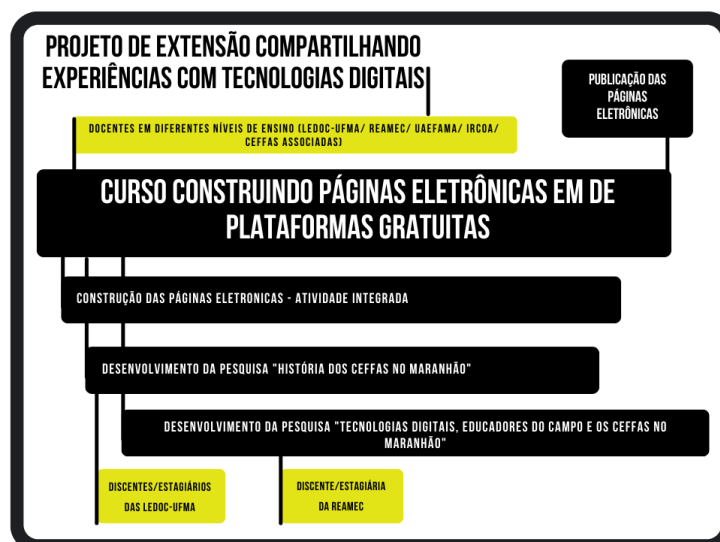 PROJETO DE EXTENSÃO COMPARTILHANDO
EXPERIÊNCIAS COM TECNOLOGIAS DIGITAIS
PUBLICAÇÃO DAS
PÁGINAS
ELETRÔNICAS
DOCENTES EM DIFERENTES NÍVEIS DE ENSINO (LEDOC-UFMA/ REAMEC/ UAEFAMA/ IRCOA/
CEFFAS ASSOCIADAS)
CURSO CONSTRUINDO PÁGINAS ELETRÔNICAS EM DE
PLATAFORMAS GRATUITAS
CONSTRUÇÃO DAS PÁGINAS ELETRONICAS - ATIVIDADE INTEGRADA
DESENVOLVIMENTO DA PESQUISA "HISTÓRIA DOS CEFFAS NO MARANHÃO"
DESENVOLVIMENTO DA PESQUISA "TECNOLOGIAS DIGITAIS, EDUCADORES DO CAMPO E OS CEFFAS NO
MARANHÃO"
DISCENTES/ESTAGIÁRIOS
DAS LEDOC-UFMA
DISCENTE/ESTAGIÁRIA
DA REAMEC